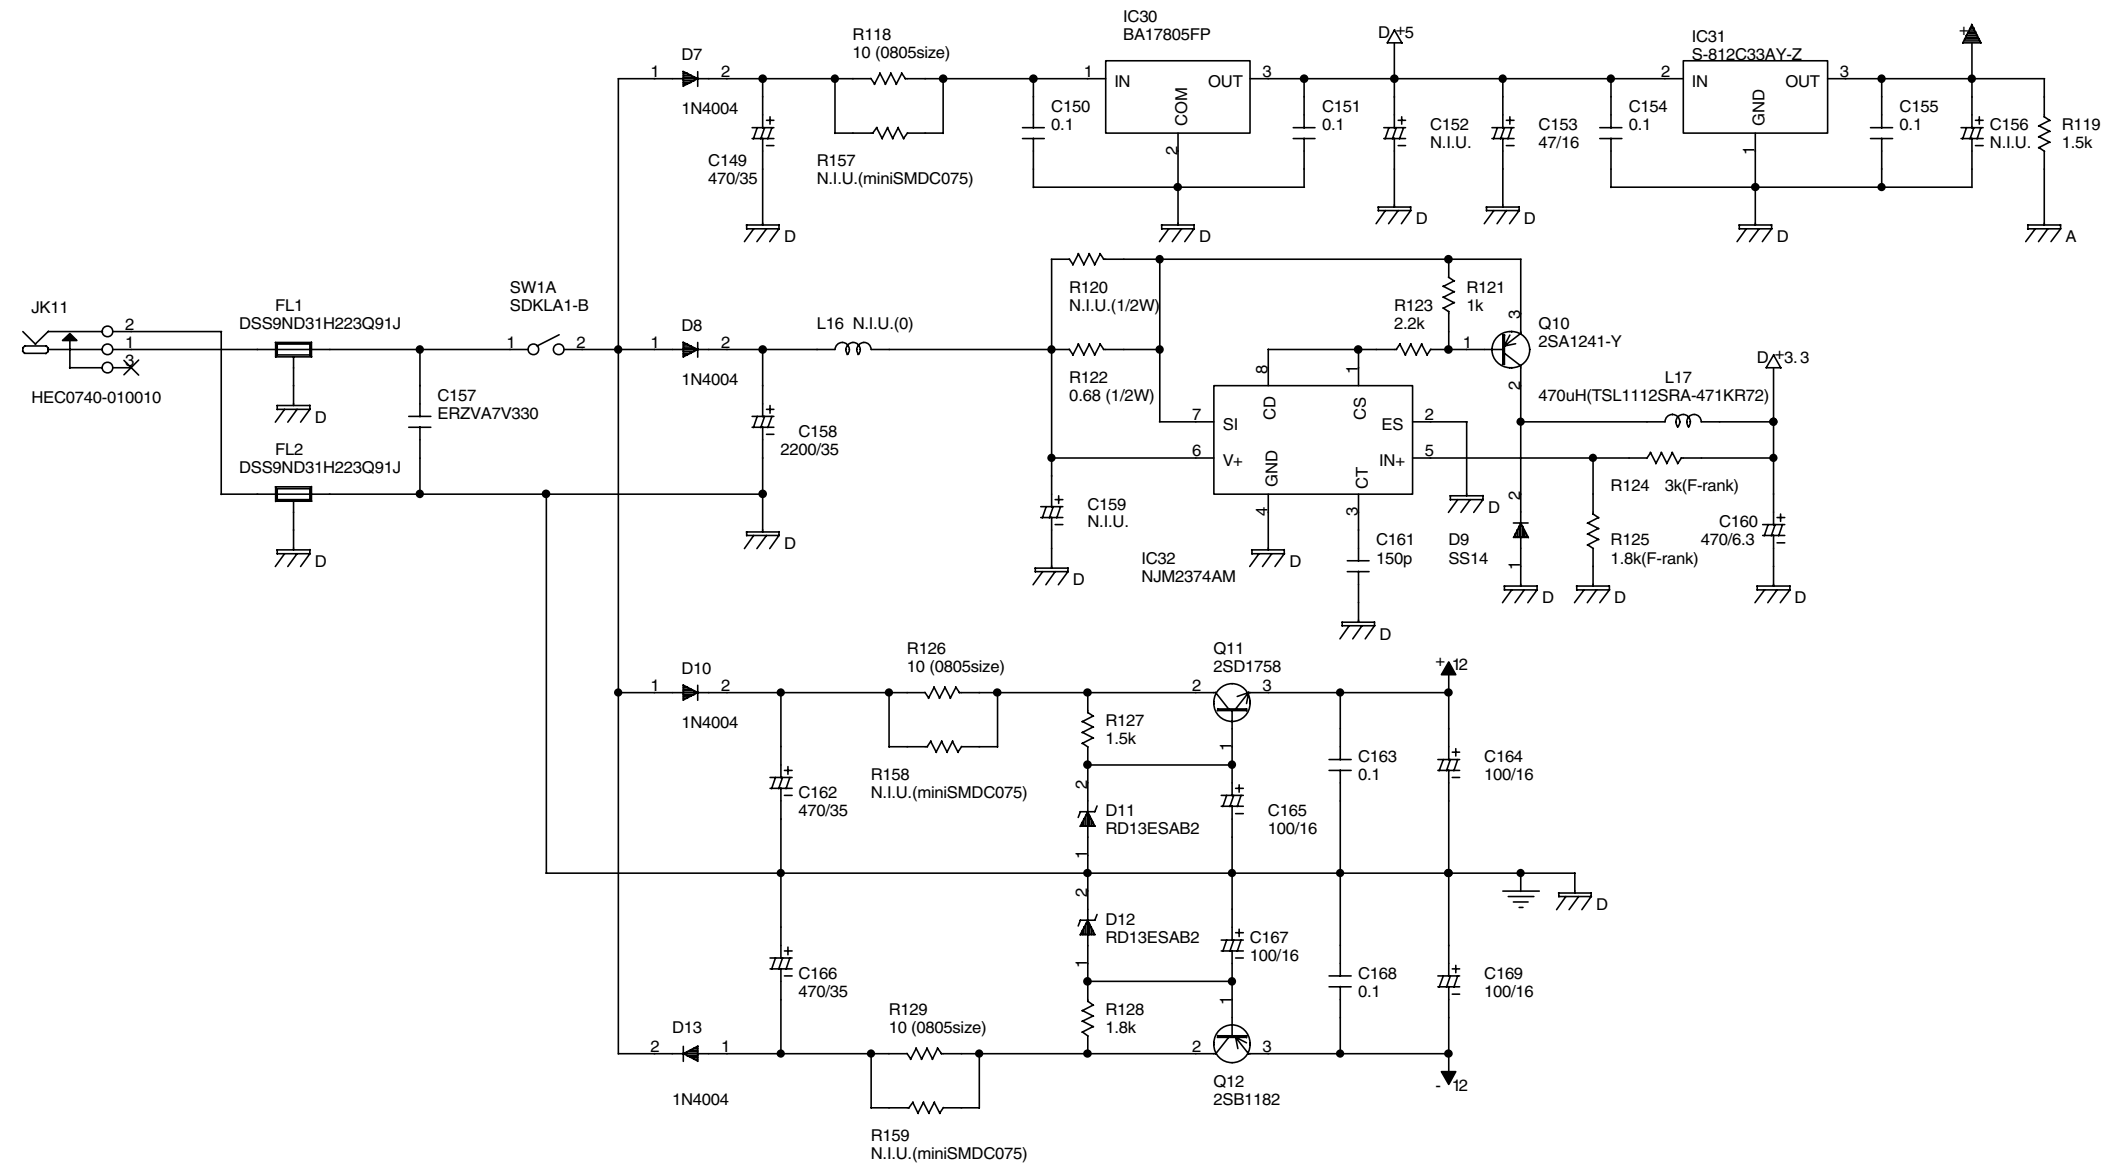 IC30
BA17805FP
R118
10 (0805size)
D7
1 2
1N4004
C149
470/35
R157
N.I.U.(miniSMDC075)
C150
0.1
1 IN OUT 3
COM
2
C151
0.1
D +5
C152
N.I.U.
C153
47/16
C154
0.1
IC31
S-812C33AY-Z
2 IN OUT 3
GND
1
C155
0.1
+
C156
N.I.U.
R119
1.5k
D
D
D
D
D
A
JK11
2
1
3
HEC0740-010010
FL1
DSS9ND31H223Q91J
D
FL2
DSS9ND31H223Q91J
D
C157
ERZVA7V330
SW1A
SDKLA1-B
1 2
D8
1 2
1N4004
L16 N.I.U.(0)
C158
2200/35
D
R120
N.I.U.(1/2W)
R122
0.68 (1/2W)
R123
2.2k
R121
1k
Q10
2SA1241-Y
3
1
2
L17
470uH(TSL1112SRA-471KR72)
D +3.3
8
1
CD
CS
7 SI
ES 2
6 V+
IN+ 5
GND
CT
4
3
IC32
NJM2374AM
C159
N.I.U.
D
D
D
C161
150p
D
D9
SS14
2
1
D
R124 3k(F-rank)
R125
1.8k(F-rank)
D
C160
470/6.3
D
D10
1 2
1N4004
R126
10 (0805size)
R158
N.I.U.(miniSMDC075)
C162
470/35
R127
1.5k
Q11
2SD1758
2 3
1
+12
C163
0.1
C164
100/16
2
D11
RD13ESAB2
1
C165
100/16
D
2
D12
RD13ESAB2
1
C167
100/16
C166
470/35
C168
0.1
C169
100/16
R128
1.8k
1
D13
2 1
1N4004
R129
10 (0805size)
R159
N.I.U.(miniSMDC075)
2 3
Q12
2SB1182
-12